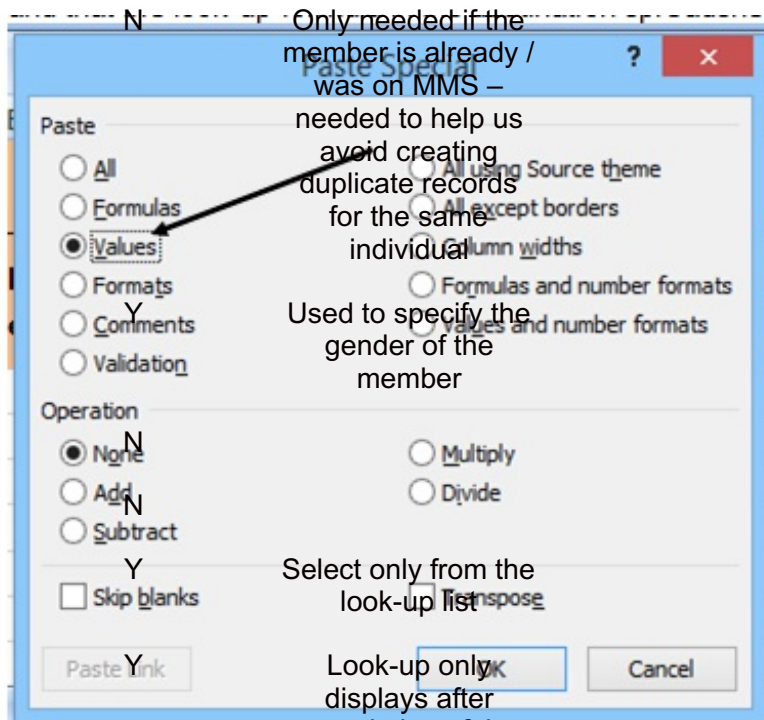 N Only needed if the
member is already /
Paste Special ?
was on MMS –
needed to help us
Paste
avoid creating
All All using Source theme
duplicate records
Formulas All except borders
for the same
Values Column widths
individual
Formats Formulas and number formats
Y Used to specify the
Comments Values and number formats
gender of the
Validation
member
Operation
N
None Multiply
Add Divide
N
Subtract
Y Select only from the
Skip blanks Transpose
look-up list
Paste Link OK Cancel
Y Look-up only
displays after